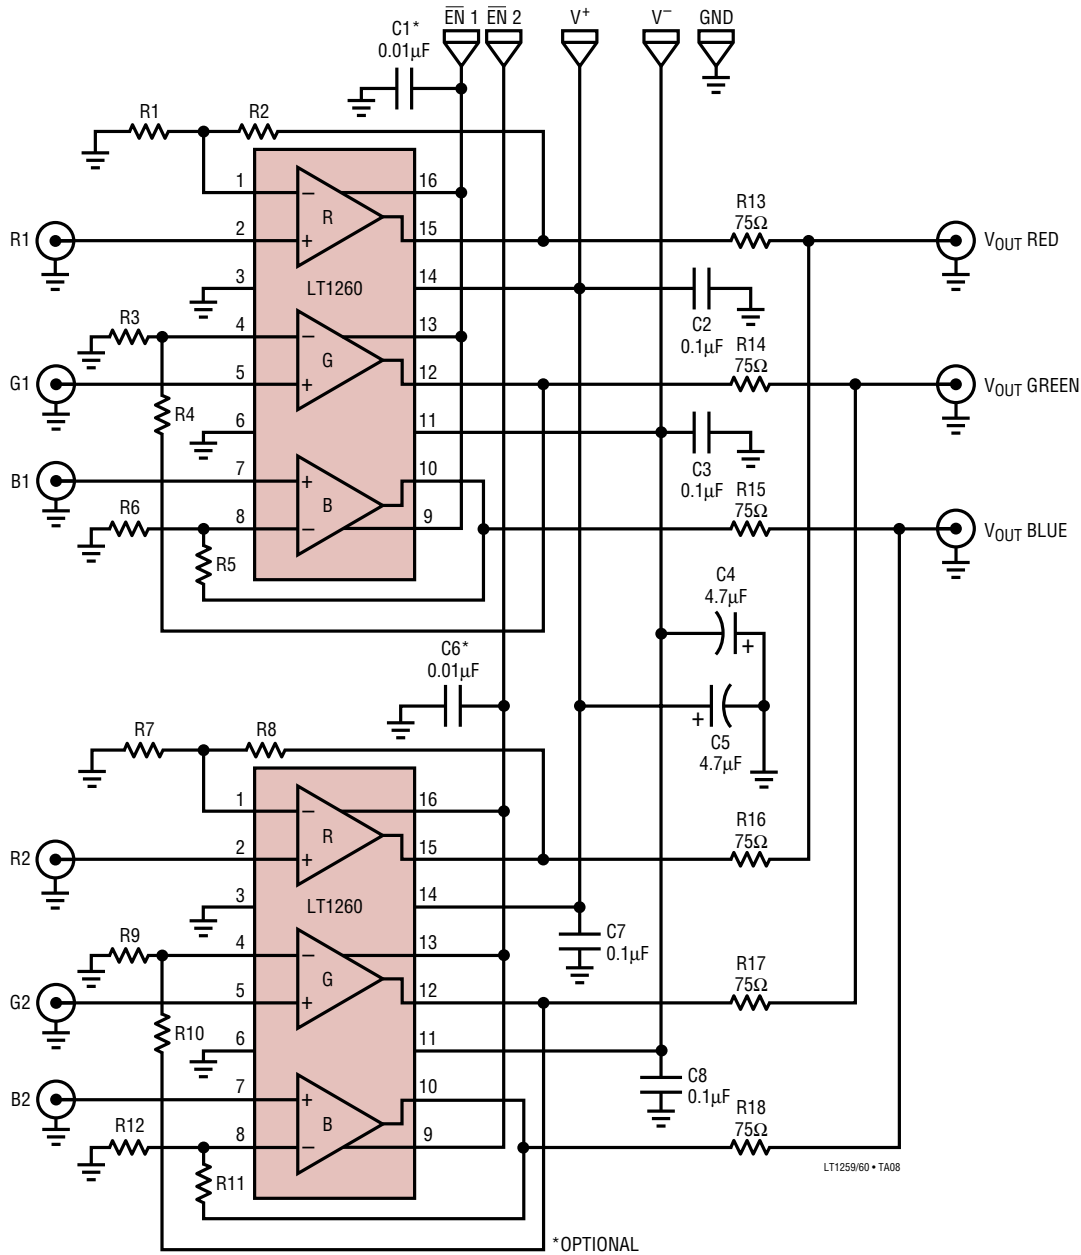 EN 1
EN 2
V+
V−
GND
C1*
0.01µF
R1
R2
1
16
R
−
+
R13
75Ω
2
15
R1
VOUT RED
3
14
LT1260
C2
0.1µF
R3
4
13
−
G
+
R14
75Ω
5
12
G1
VOUT GREEN
R4
6
11
C3
0.1µF
7
10
B1
+
B
−
R15
75Ω
R6
8
9
VOUT BLUE
R5
C4
4.7µF
+
C6*
0.01µF
+
C5
4.7µF
R7
R8
1
16
−
R
+
R16
75Ω
2
15
R2
3
14
LT1260
C7
0.1µF
R9
4
13
−
G
+
R17
75Ω
5
12
G2
R10
6
11
C8
0.1µF
7
10
B2
+
B
−
R18
75Ω
R12
8
9
LT1259/60 • TA08
R11
*OPTIONAL